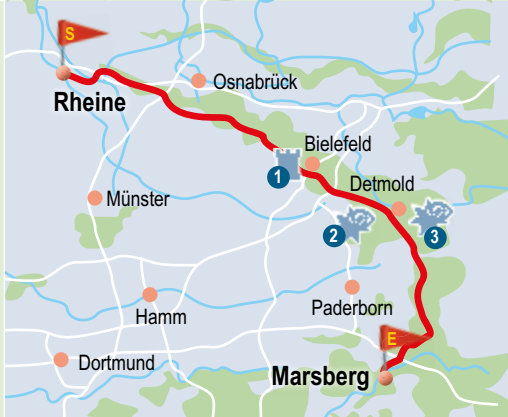 S
Rheine
Osnabrück
Bielefeld
1
Detmold
Münster
2
3
Paderborn
Hamm
E
Dortmund
Marsberg